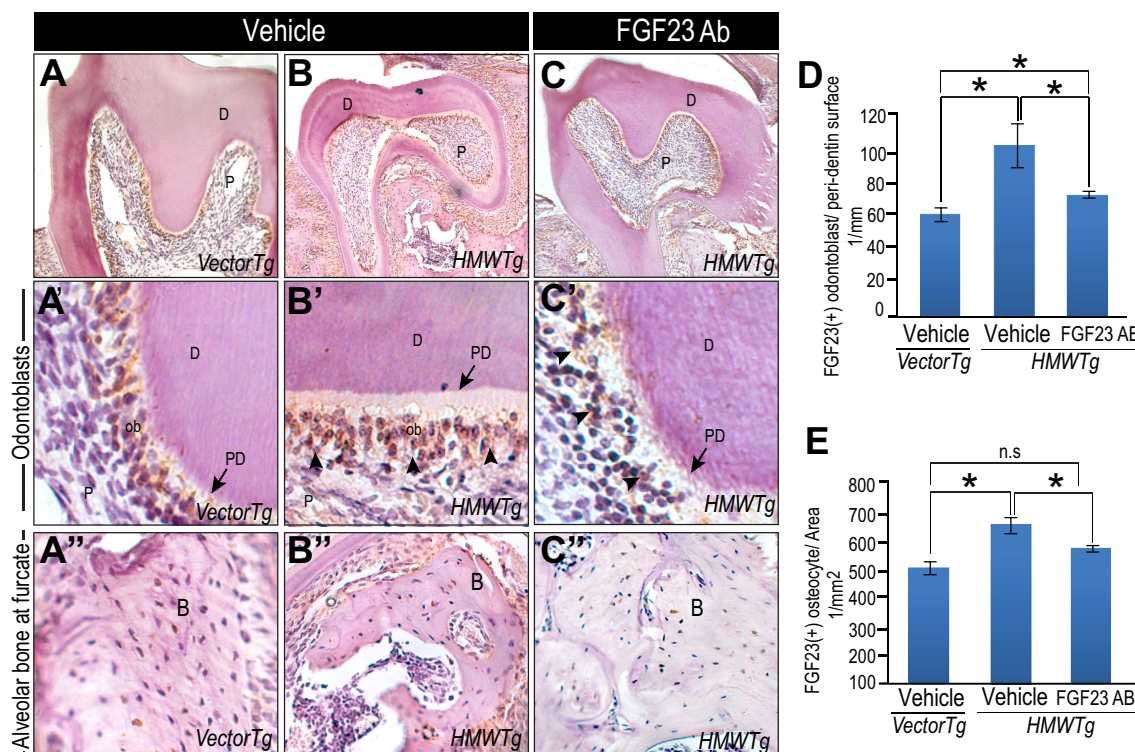 Vehicle
FGF23 Ab
A
D
P
VectorTg
B
D
P
HMWTg
C
D
P
HMWTg
Odontoblasts
A'
D
ob
PD
P
VectorTg
B'
D
PD
ob
P
HMWTg
C'
D
PD
HMWTg
Alveolar bone at furcate
A''
B
VectorTg
B''
B
HMWTg
C''
B
HMWTg
D
FGF23(+) odontoblast/ peri-dentin surface
1/mm
*
*
*
120
100
80
60
40
20
0
Vehicle
Vehicle
FGF23 AB
VectorTg
HMWTg
E
FGF23(+) osteocyte/ Area
1/mm2
n.s
*
*
800
700
600
500
400
300
200
100
Vehicle
Vehicle
FGF23 AB
VectorTg
HMWTg